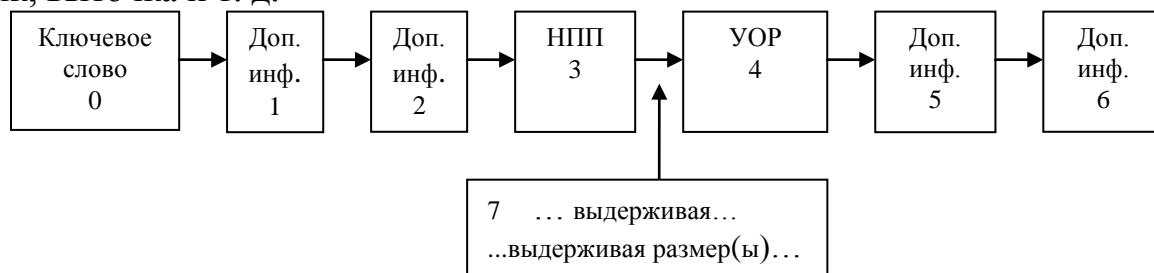 Ключевое слово 0
Доп. инф. 1
Доп. инф. 2
НПП 3
УОР 4
Доп. инф. 5
Доп. инф. 6
7 … выдерживая…
...выдерживая размер(ы)…